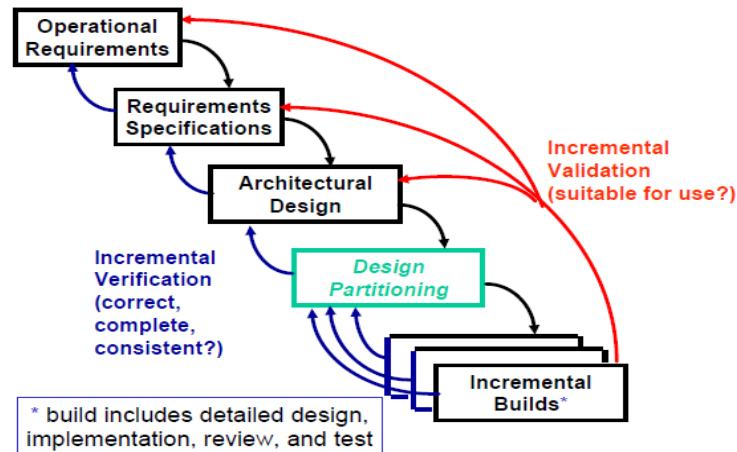 Operational
Requirements
Requirements
Specifications
Incremental
Validation
(suitable for use?)
Architectural
Design
Incremental
Verification
(correct,
complete,
consistent?)
Design
Partitioning
Incremental
Builds*
* build includes detailed design,
implementation, review, and test